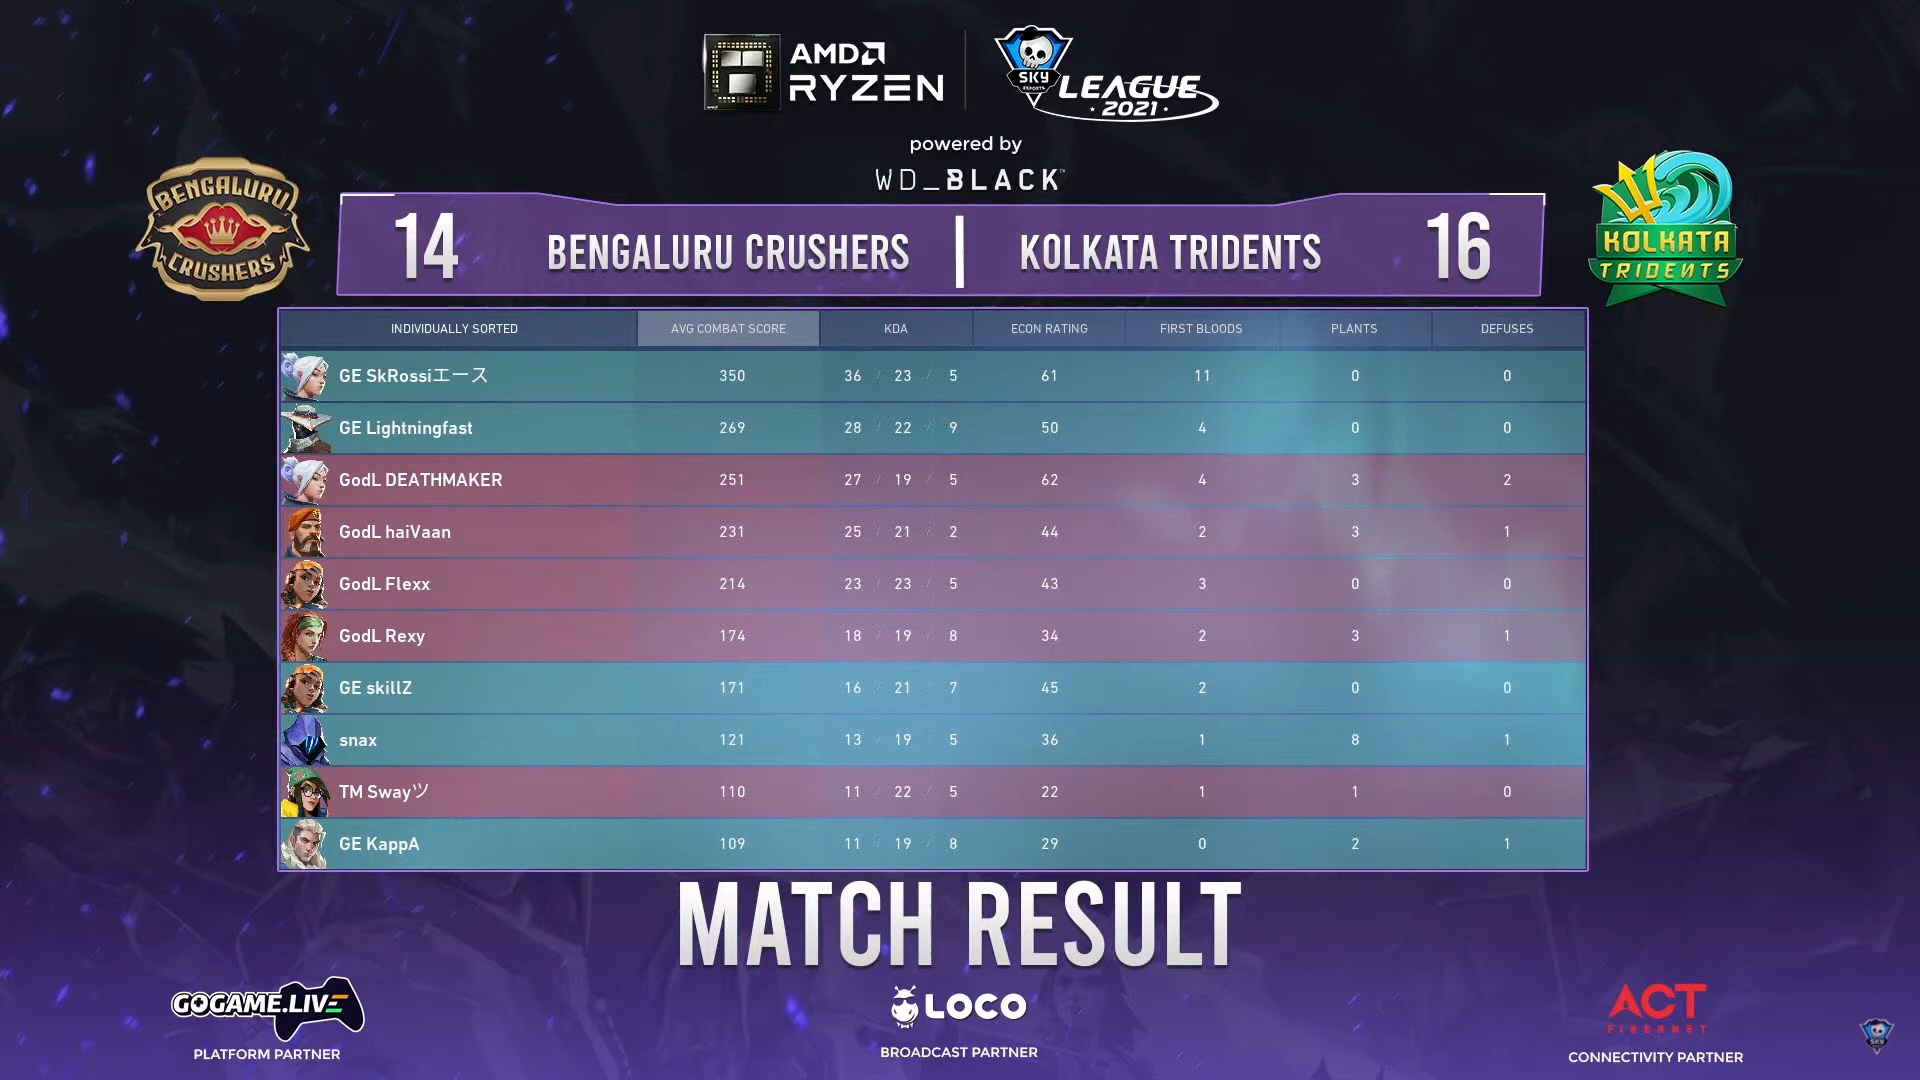 AMD
RYZEN
SKY
ESPORTS
LEAGUE
2021
powered by
WD_BLACK™
BENGALURU
CRUSHERS
14 BENGALURU CRUSHERS | KOLKATA TRIDENTS 16
KOLKATA
TRIDENTS
INDIVIDUALLY SORTED AVG COMBAT SCORE KDA ECON RATING FIRST BLOODS PLANTS DEFUSES
GE SkRossiエース 350 36 / 23 / 5 61 11 0 0
GE Lightningfast 269 28 / 22 / 9 50 4 0 0
GodL DEATHMAKER 251 27 / 19 / 5 62 4 3 2
GodL haiVaan 231 25 / 21 / 2 44 2 3 1
GodL Flexx 214 23 / 23 / 5 43 3 0 0
GodL Rexy 174 18 / 19 / 8 34 2 3 1
GE skillZ 171 16 / 21 / 7 45 2 0 0
snax 121 13 / 19 / 5 36 1 8 1
TM Swayツ 110 11 / 22 / 5 22 1 1 0
GE KappA 109 11 / 19 / 8 29 0 2 1
MATCH RESULT
GOGAME.LIVE
PLATFORM PARTNER
LOCO
BROADCAST PARTNER
ACT
FIBERNET
CONNECTIVITY PARTNER
SKY